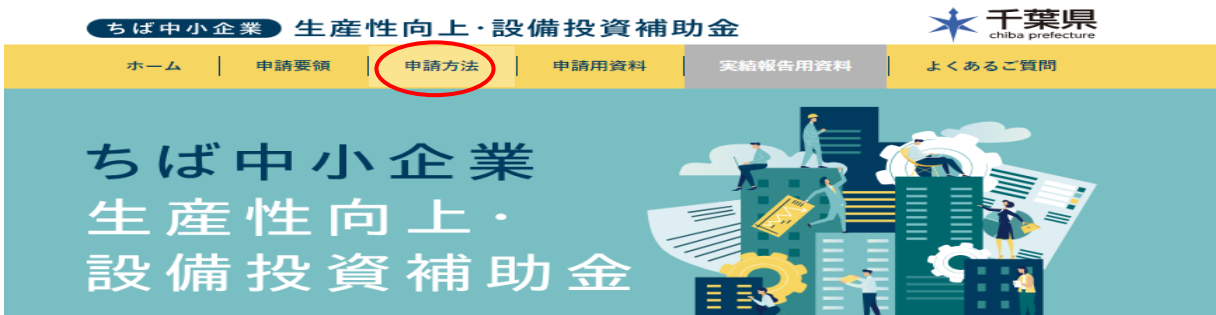 ちば中小企業 生産性向上・設備投資補助金
千葉県
chiba prefecture
ホーム 申請要領 申請方法 申請用資料 実績報告用資料 よくあるご質問
ちば中小企業
生産性向上・
設備投資補助金